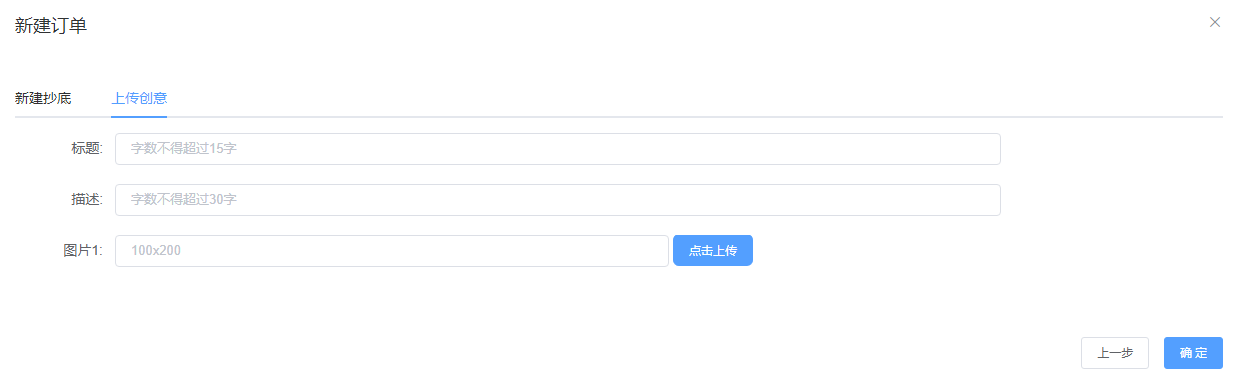 新建订单
新建抄底 上传创意
标题: 字数不得超过15字
描述: 字数不得超过30字
图片1: 100x200 点击上传
上一步 确定